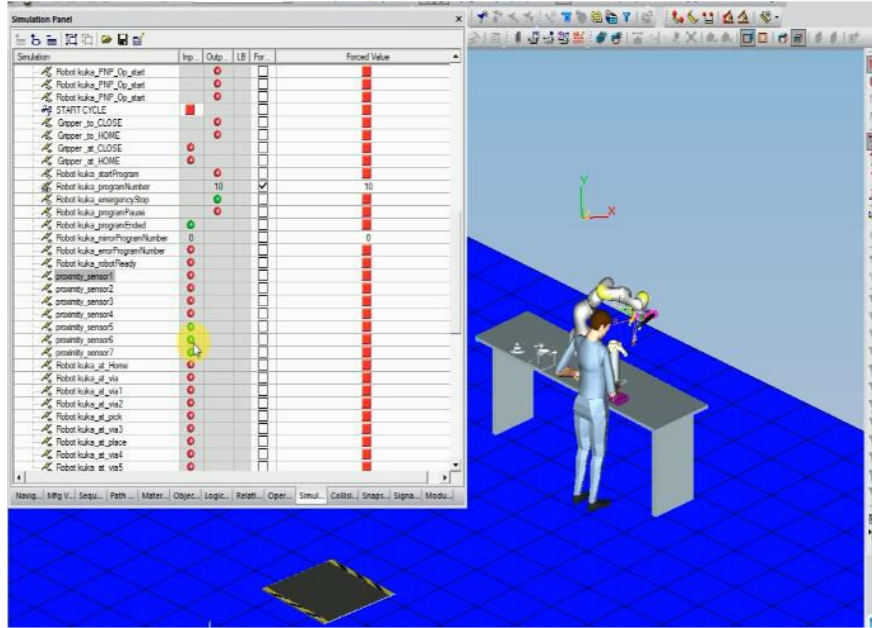 Simulation Panel
Simulation Inp... Outp... LB For... Forced Value
Robot kuka_PNP_Op_start
Robot kuka_PNP_Op_start
Robot kuka_PNP_Op_start
START CYCLE
Gripper_to_CLOSE
Gripper_to_HOME
Gripper_at_CLOSE
Gripper_at_HOME
Robot kuka_startProgram
Robot kuka_programNumber 10 10
Robot kuka_emergencyStop
Robot kuka_programPause
Robot kuka_programEnded
Robot kuka_mirrorProgramNumber 0 0
Robot kuka_errorProgramNumber
Robot kuka_robotReady
proximity_sensor1
proximity_sensor2
proximity_sensor3
proximity_sensor4
proximity_sensor5
proximity_sensor6
proximity_sensor7
Robot kuka_at_Home
Robot kuka_at_via
Robot kuka_at_via1
Robot kuka_at_via2
Robot kuka_at_pick
Robot kuka_at_via3
Robot kuka_at_place
Robot kuka_at_via4
Robot kuka_at_via5
Navig... Mfg V... Sequ... Path ... Mater... Objec... Logic... Relati... Oper... Simul... Collisi... Snaps... Signa... Modu...
Y
X